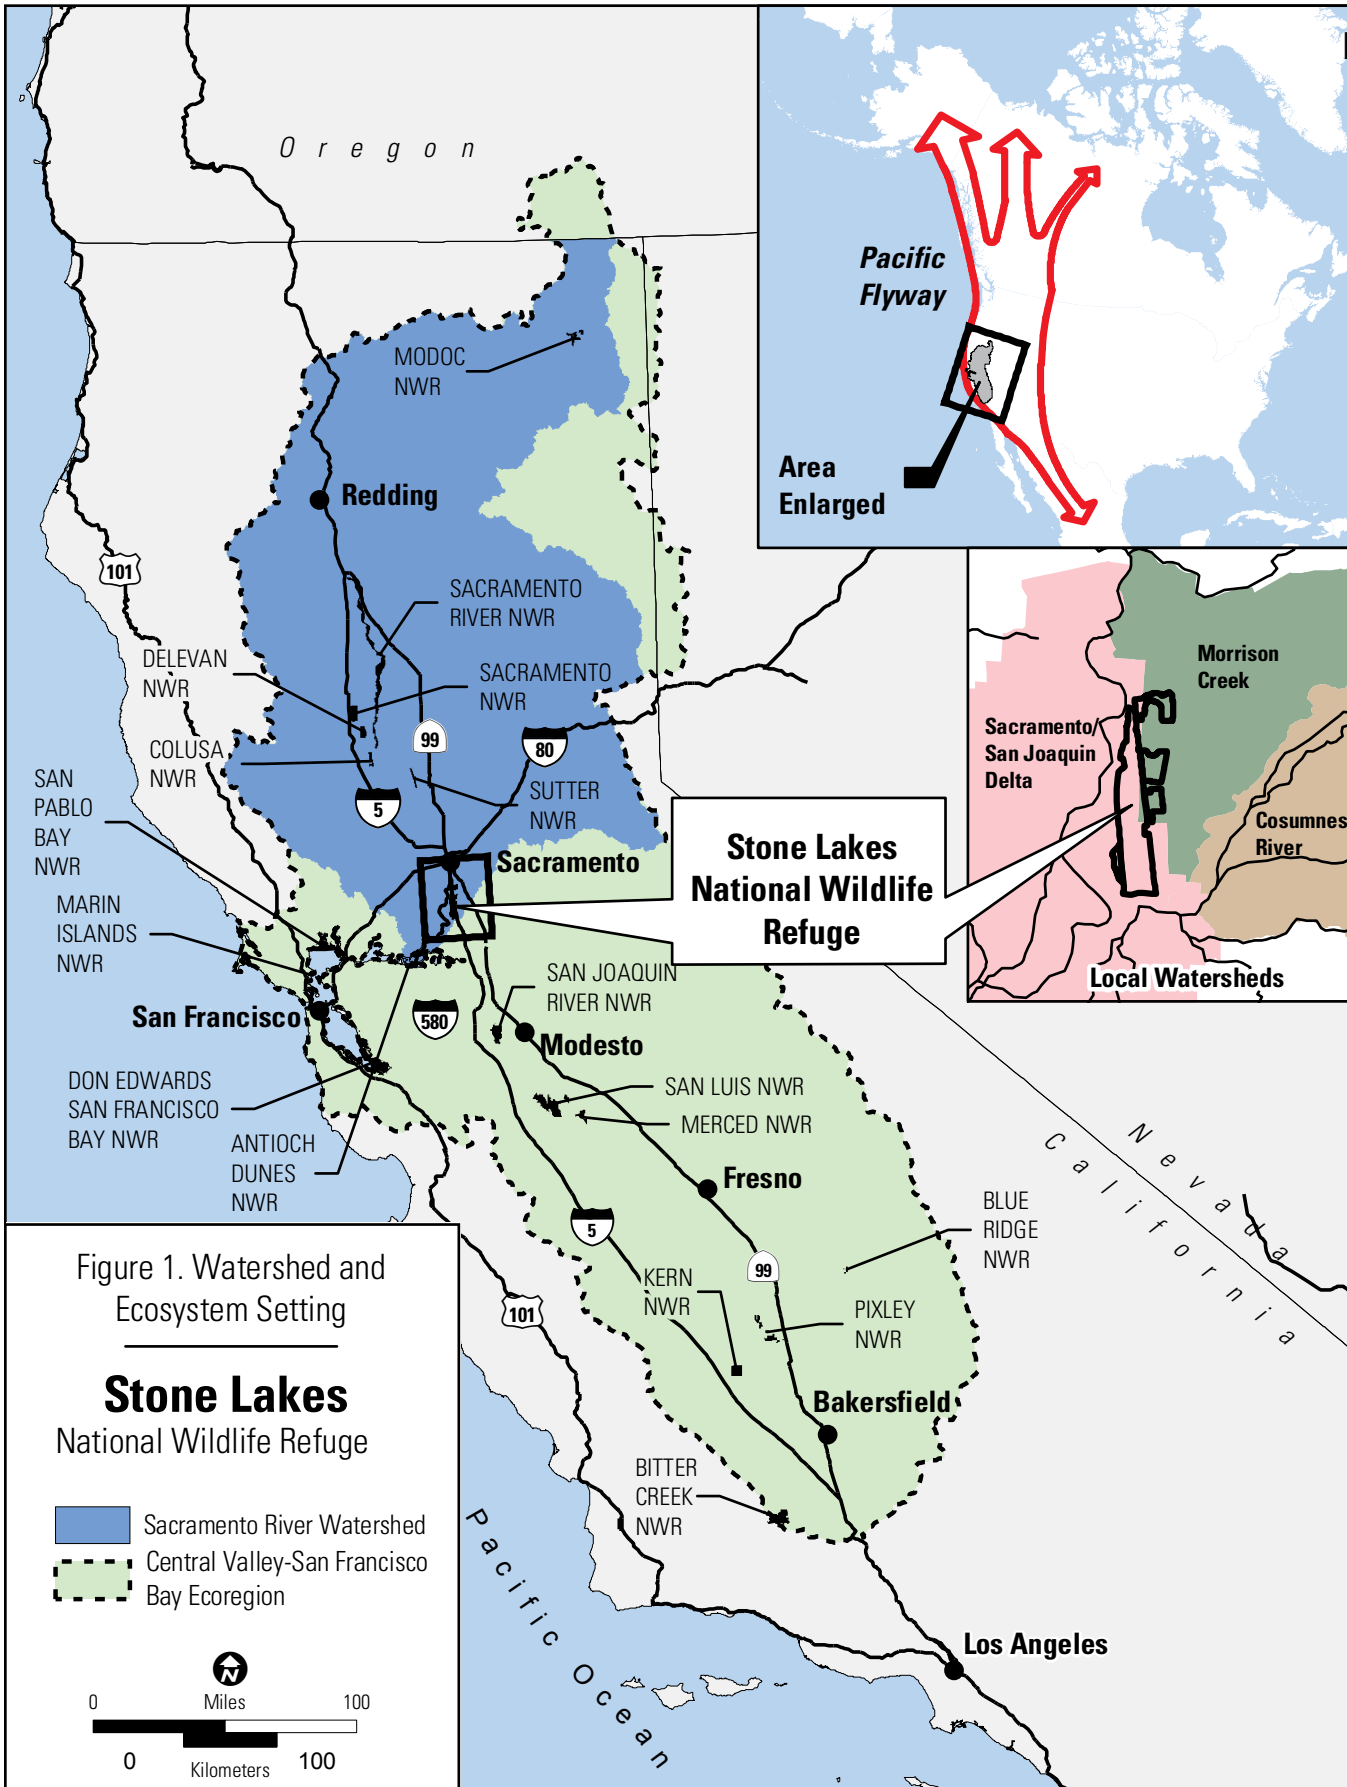 Oregon
Pacific
Flyway
Area
Enlarged
MODOC
NWR
Redding
101
SACRAMENTO
RIVER NWR
DELEVAN
NWR
SACRAMENTO
NWR
COLUSA
NWR
99
80
5
SUTTER
NWR
SAN
PABLO
BAY
NWR
Sacramento
MARIN
ISLANDS
NWR
Stone Lakes
National Wildlife
Refuge
Morrison
Creek
Sacramento/
San Joaquin
Delta
Cosumnes
River
Local Watersheds
San Francisco
580
SAN JOAQUIN
RIVER NWR
Modesto
DON EDWARDS
SAN FRANCISCO
BAY NWR
SAN LUIS NWR
MERCED NWR
ANTIOCH
DUNES
NWR
Fresno
Nevada
California
BLUE
RIDGE
NWR
5
99
KERN
NWR
PIXLEY
NWR
101
Bakersfield
BITTER
CREEK
NWR
Pacific Ocean
Los Angeles
Figure 1. Watershed and
Ecosystem Setting
Stone Lakes
National Wildlife Refuge
Sacramento River Watershed
Central Valley-San Francisco
Bay Ecoregion
N
0 Miles 100
0 Kilometers 100